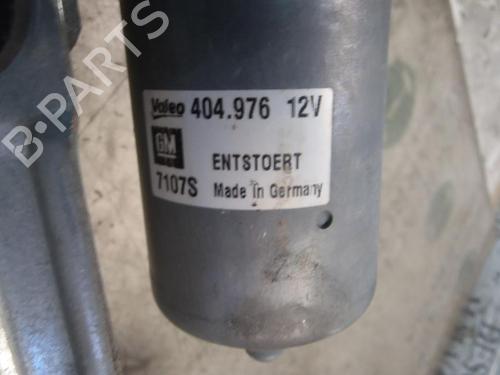 Valeo 404.976 12V
GM
ENTSTOERT
7107S Made in Germany
B-PARTS